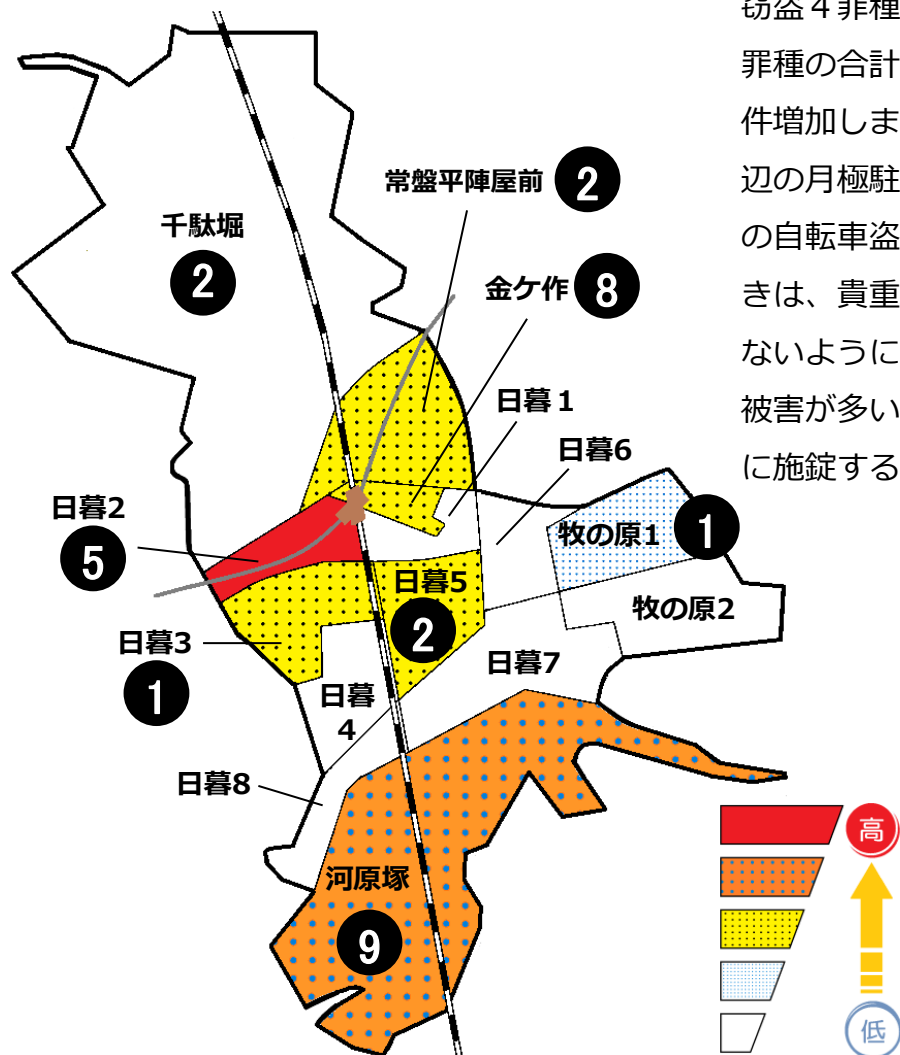 窃盗４罪種
罪種の合計
件増加しま
辺の月極駐
の自転車盗
きは、貴重
ないように
被害が多い
に施錠する
常盤平陣屋前 2
千駄堀
2
金ケ作 8
日暮１
日暮6
日暮2
5
牧の原1 1
日暮5
2
牧の原2
日暮3
1
日暮7
日暮
4
日暮8
河原塚
9
高
低